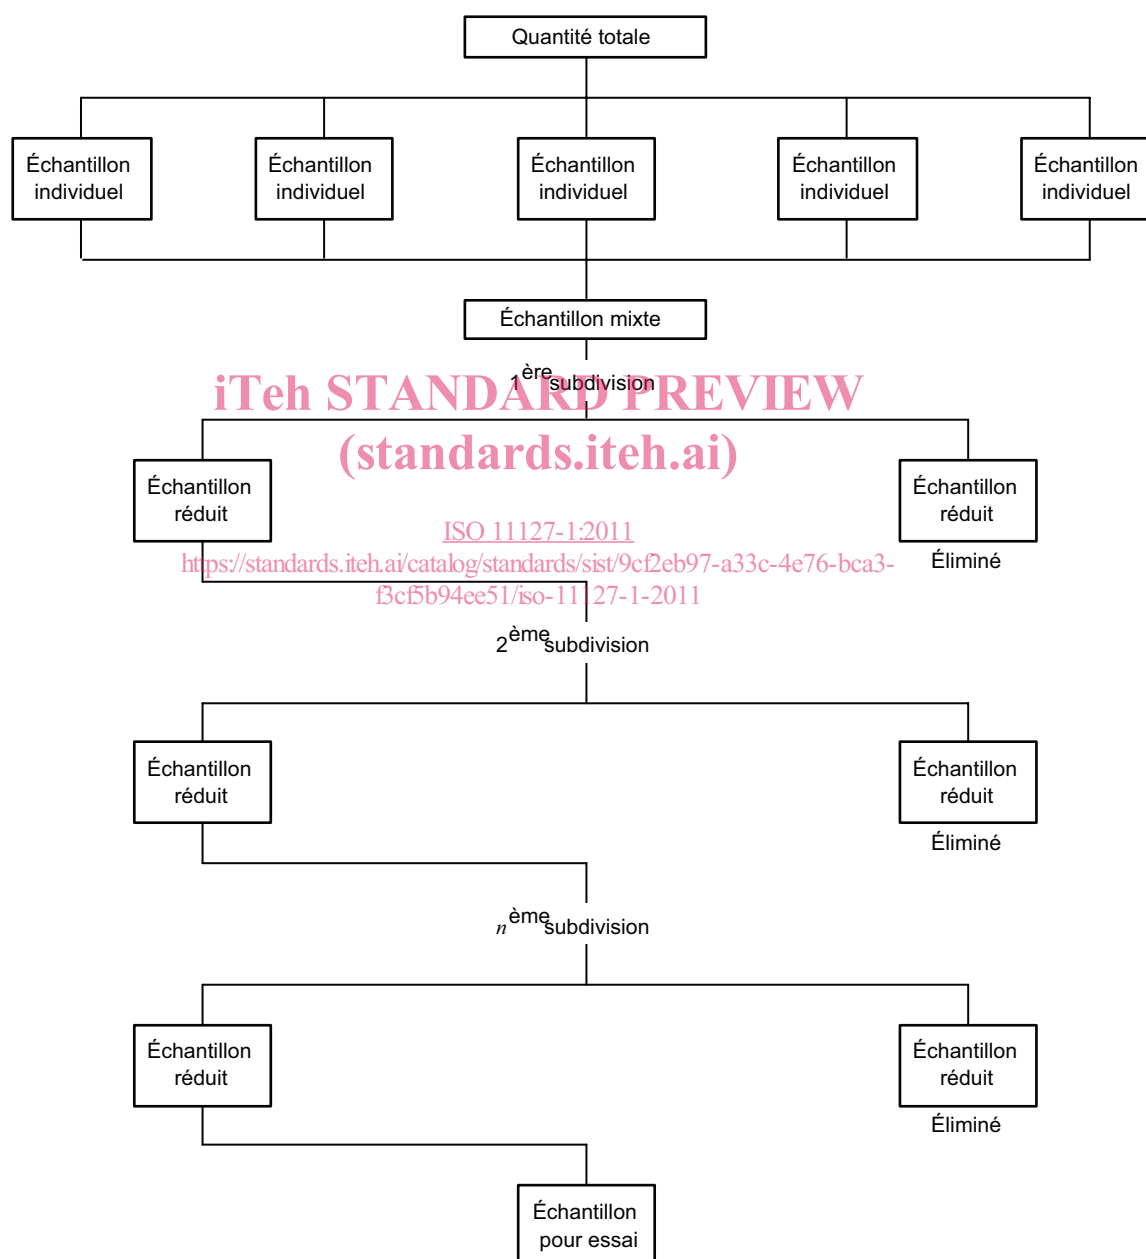 Quantité totale
Échantillon
individuel
Échantillon
individuel
Échantillon
individuel
Échantillon
individuel
Échantillon
individuel
Échantillon mixte
1ère subdivision
iTeh STANDARD PREVIEW
(standards.iteh.ai)
Échantillon
réduit
Échantillon
réduit
Éliminé
ISO 11127-1:2011
https://standards.iteh.ai/catalog/standards/sist/9cf2eb97-a33c-4e76-bca3-
f3cf5b94ee51/iso-11127-1-2011
2ème subdivision
Échantillon
réduit
Échantillon
réduit
Éliminé
nème subdivision
Échantillon
réduit
Échantillon
réduit
Éliminé
Échantillon
pour essai